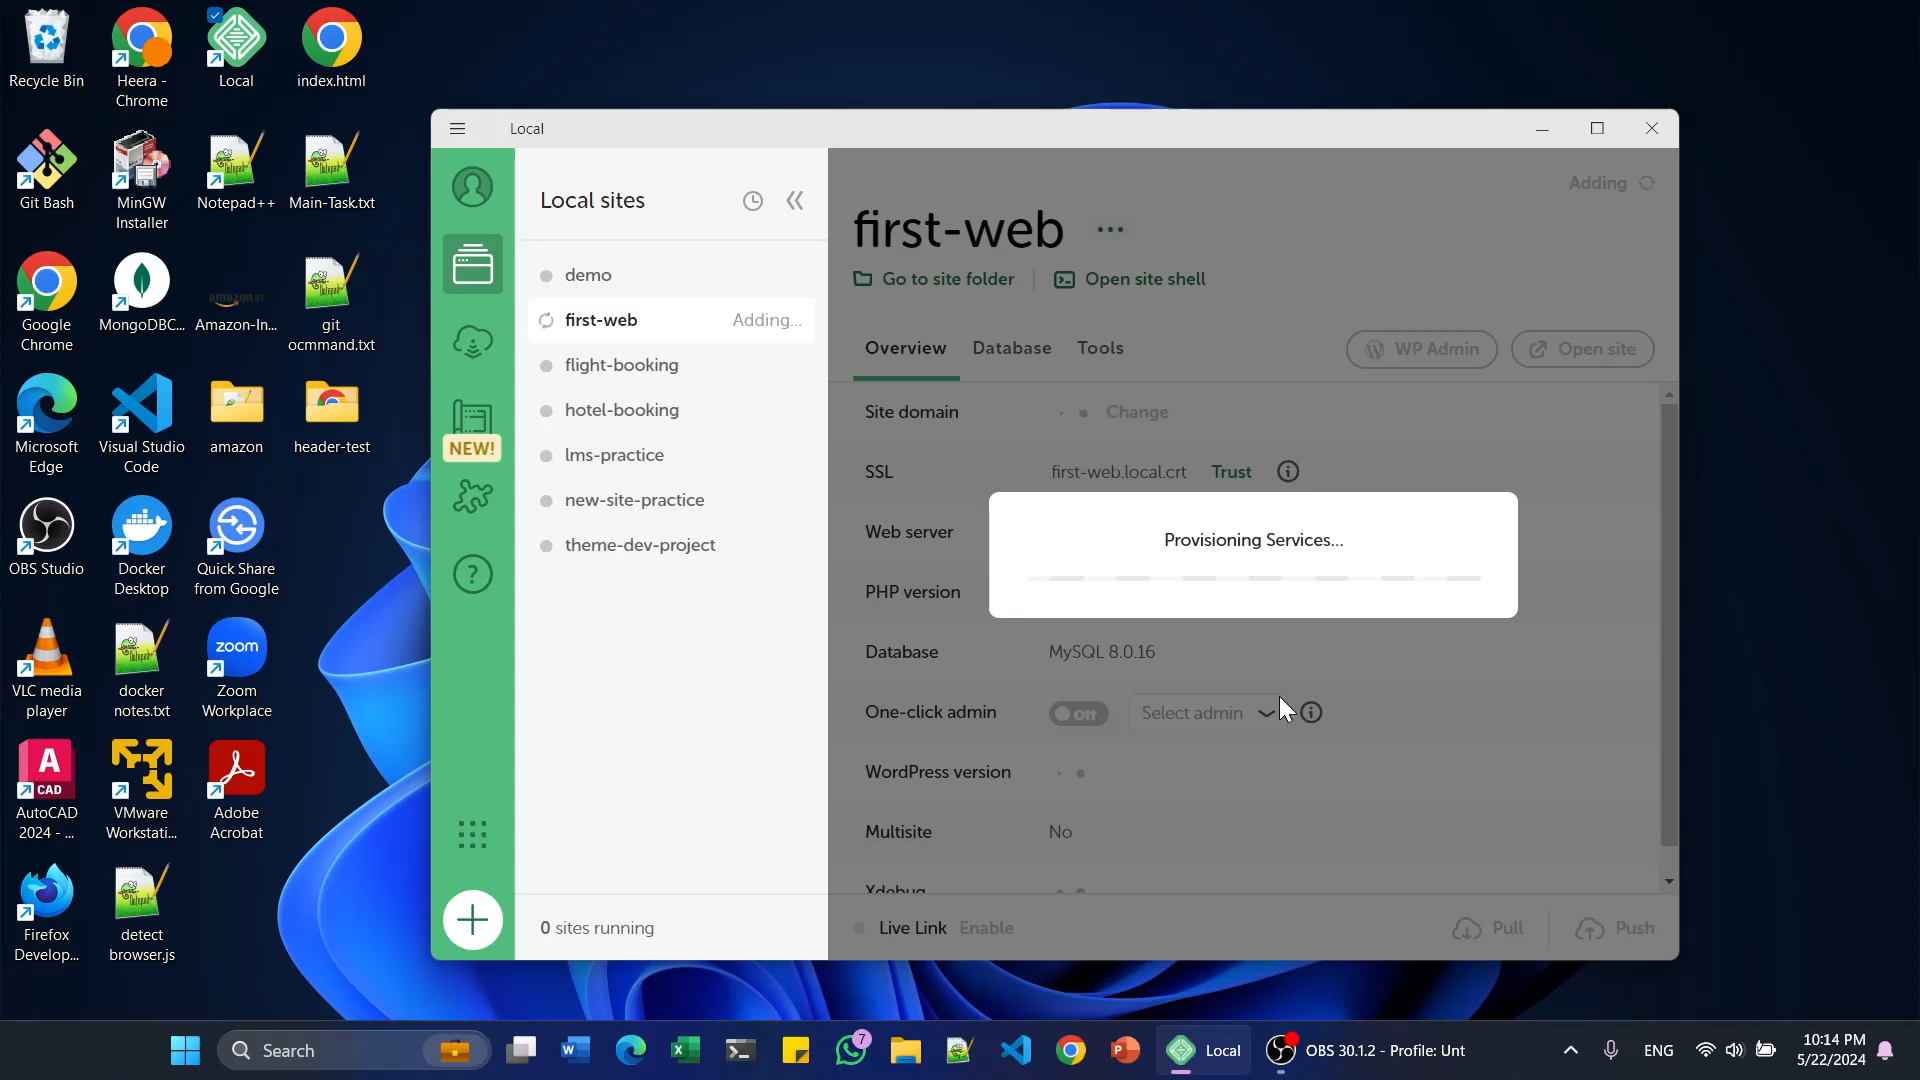 Recycle Bin
Heera -
Chrome
Local
index.html
Git Bash
MinGW
Installer
Notepad++
Main-Task.txt
Google
Chrome
MongoDBC...
amazon.in
Amazon-In...
git
ocmmand.txt
Microsoft
Edge
Visual Studio
Code
amazon
header-test
OBS Studio
Docker
Desktop
Quick Share
from Google
VLC media
player
docker
notes.txt
zoom
Zoom
Workplace
A
CAD
AutoCAD
2024 - ...
VMware
Workstati...
Adobe
Acrobat
Firefox
Develop...
detect
browser.js
Local
NEW!
Local sites
demo
first-web Adding...
flight-booking
hotel-booking
lms-practice
new-site-practice
theme-dev-project
0 sites running
Adding
first-web ...
Go to site folder
Open site shell
Overview Database Tools
WP Admin
Open site
Site domain Change
SSL first-web.local.crt Trust
Web server
Provisioning Services...
PHP version
Database MySQL 8.0.16
One-click admin Off Select admin
WordPress version
Multisite No
Xdebug
Live Link Enable
Pull
Push
Search
7
Local
OBS 30.1.2 - Profile: Unt
ENG
10:14 PM
5/22/2024